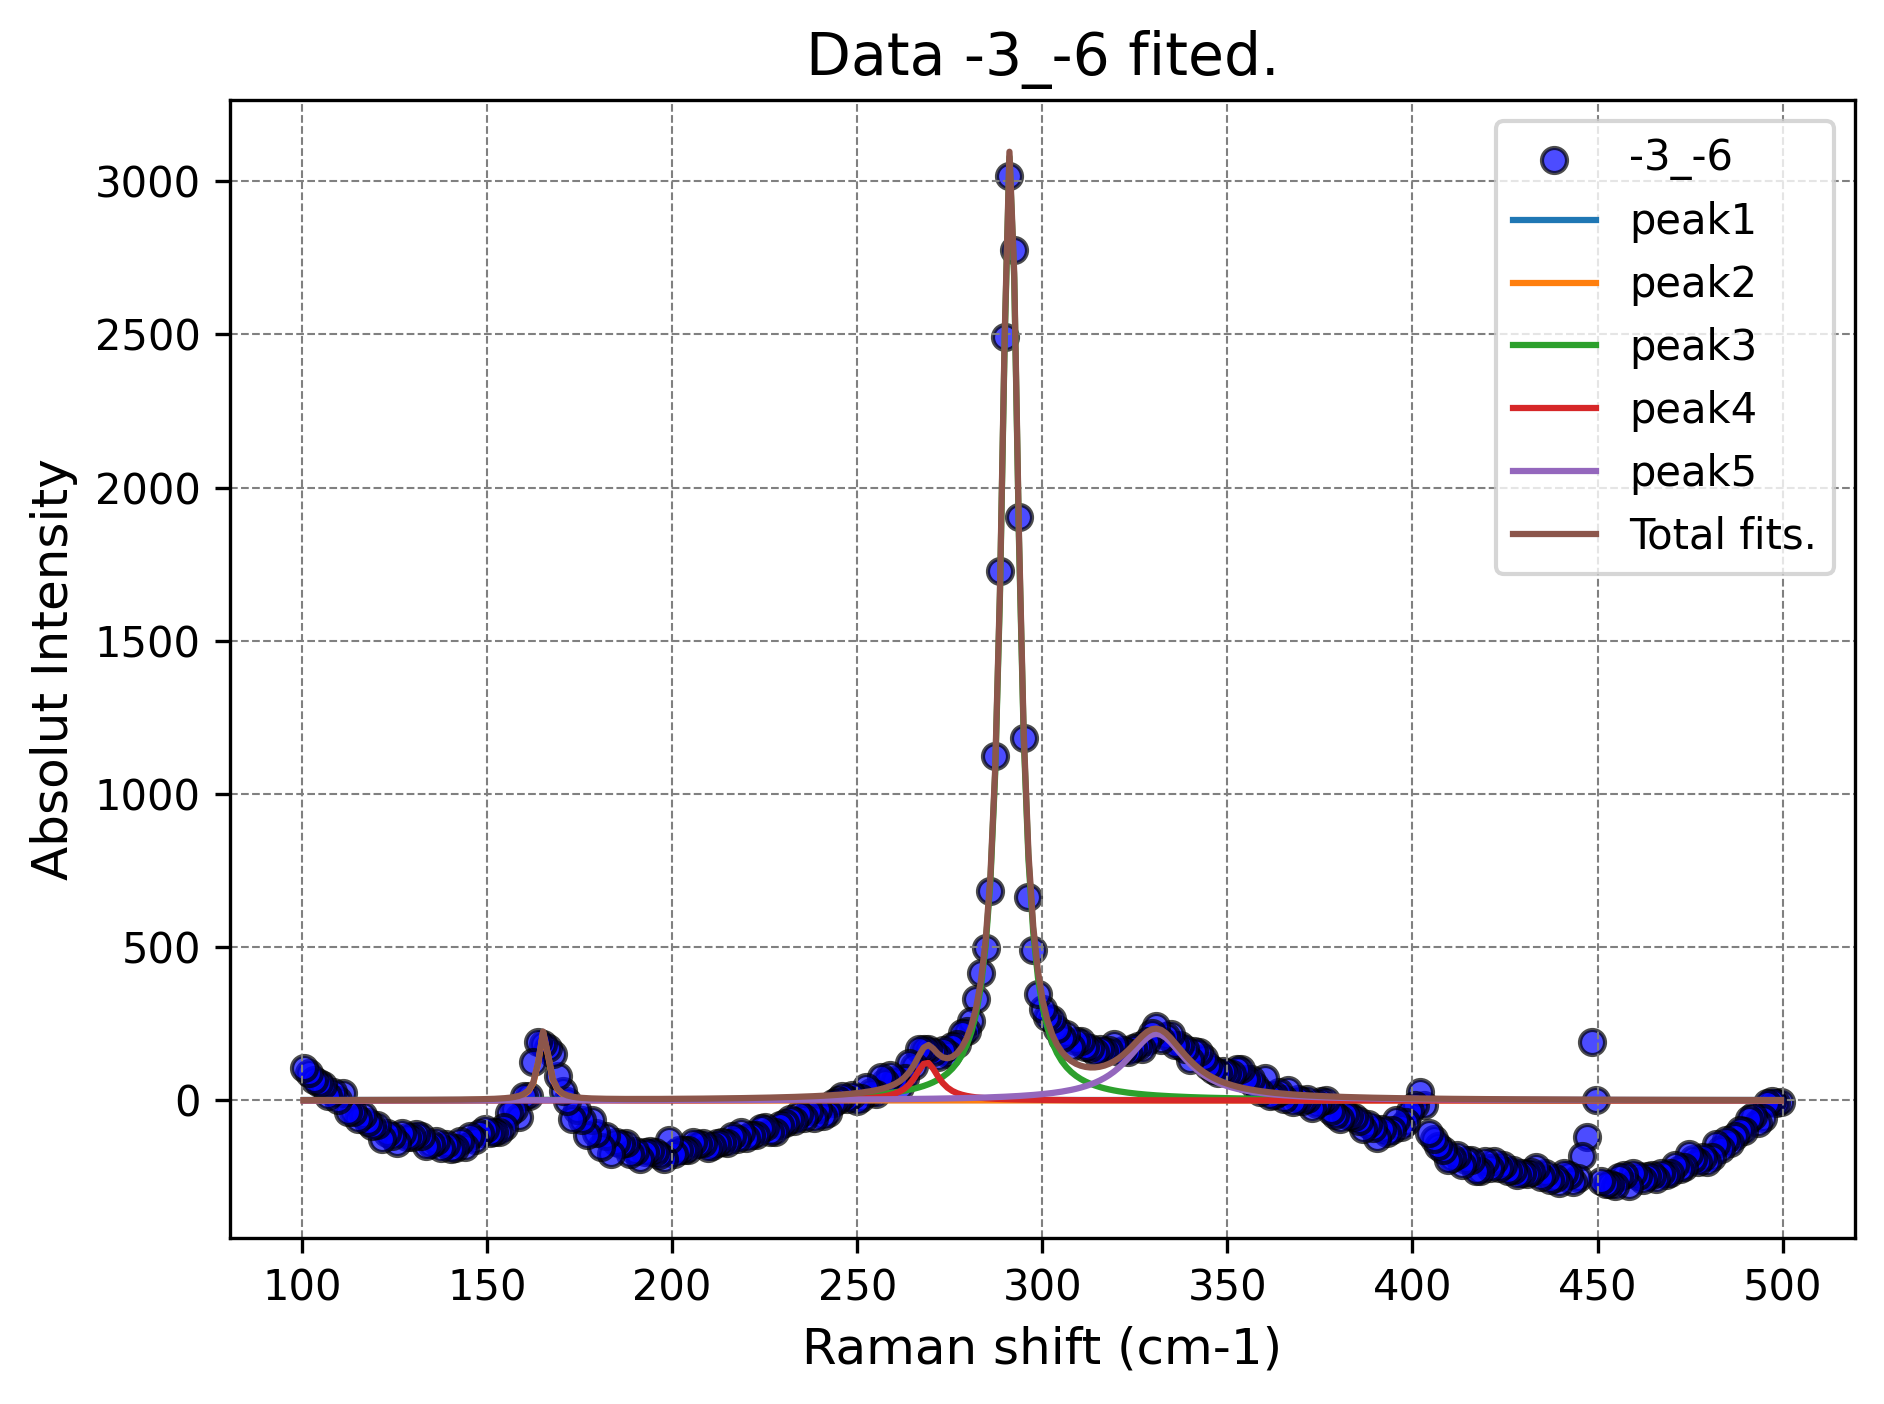 Data -3_-6 fited.
-3_-6
peak1
peak2
peak3
peak4
peak5
Total fits.
Absolut Intensity
3000
2500
2000
1500
1000
500
0
100 150 200 250 300 350 400 450 500
Raman shift (cm-1)